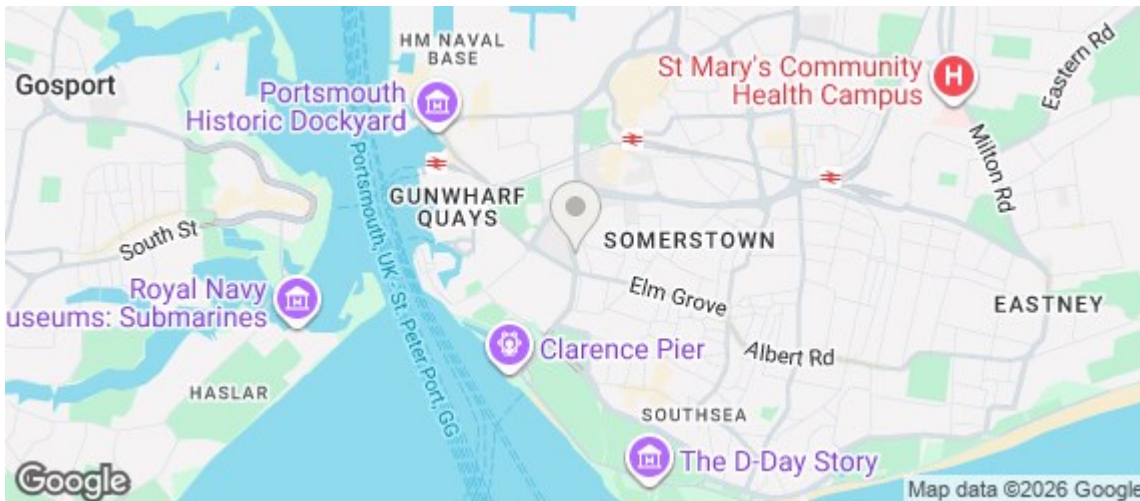 HM NAVAL
BASE
Gosport
Portsmouth
Historic Dockyard
St Mary's Community
Health Campus
H
Eastern Rd
Milton Rd
GUNWHARF
QUAYS
South St
SOMERSTOWN
Elm Grove
Royal Navy
useums: Submarines
EASTNEY
Portsmouth, UK - St. Peter Port, GG
Clarence Pier
Albert Rd
HASLAR
SOUTHSEA
The D-Day Story
Google
Map data ©2026 Google